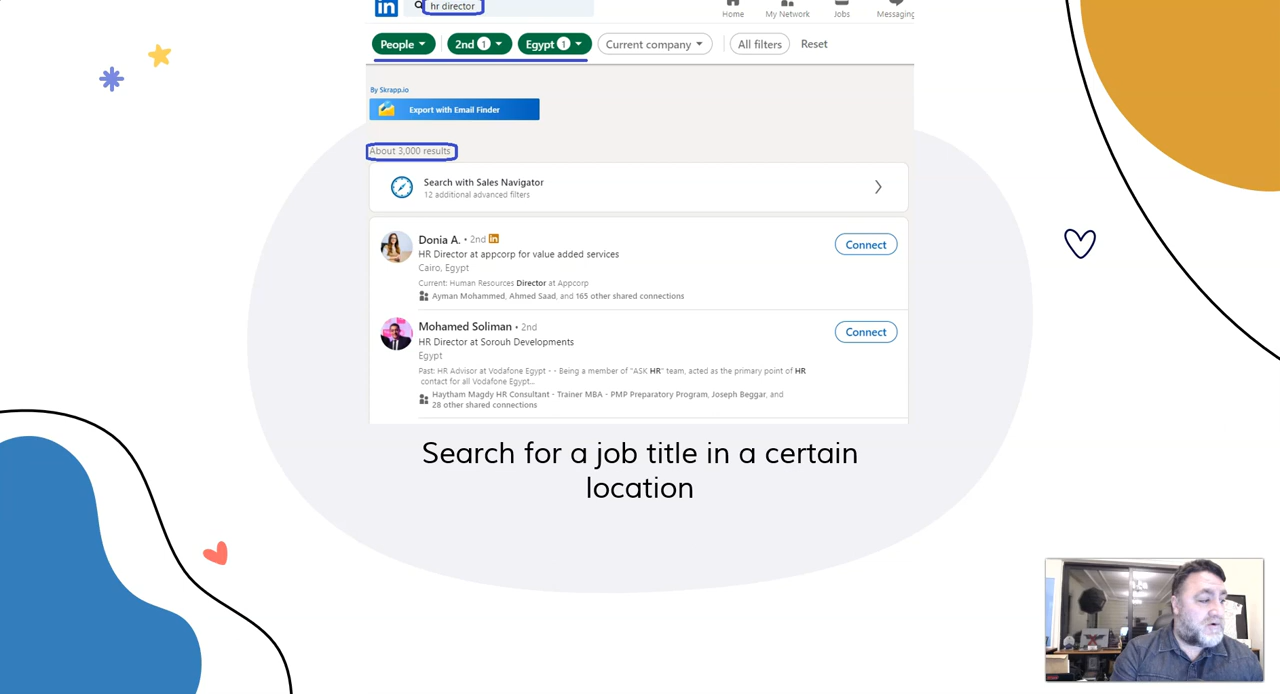 in
hr director
Home
My Network
Jobs
Messaging
People
2nd 1
Egypt 1
Current company
All filters
Reset
By Skrapp.io
Export with Email Finder
About 3,000 results
Search with Sales Navigator
12 additional advanced filters
Donia A. • 2nd in
HR Director at appcorp for value added services
Cairo, Egypt
Current: Human Resources Director at Appcorp
Ayman Mohammed, Ahmed Saad, and 165 other shared connections
Connect
Mohamed Soliman • 2nd
HR Director at Sorouh Developments
Egypt
Past: HR Advisor at Vodafone Egypt - - Being a member of "ASK HR" team, acted as the primary point of HR
contact for all Vodafone Egypt...
Haytham Magdy HR Consultant - Trainer MBA - PMP Preparatory Program, Joseph Beggar, and
28 other shared connections
Connect
Search for a job title in a certain
location